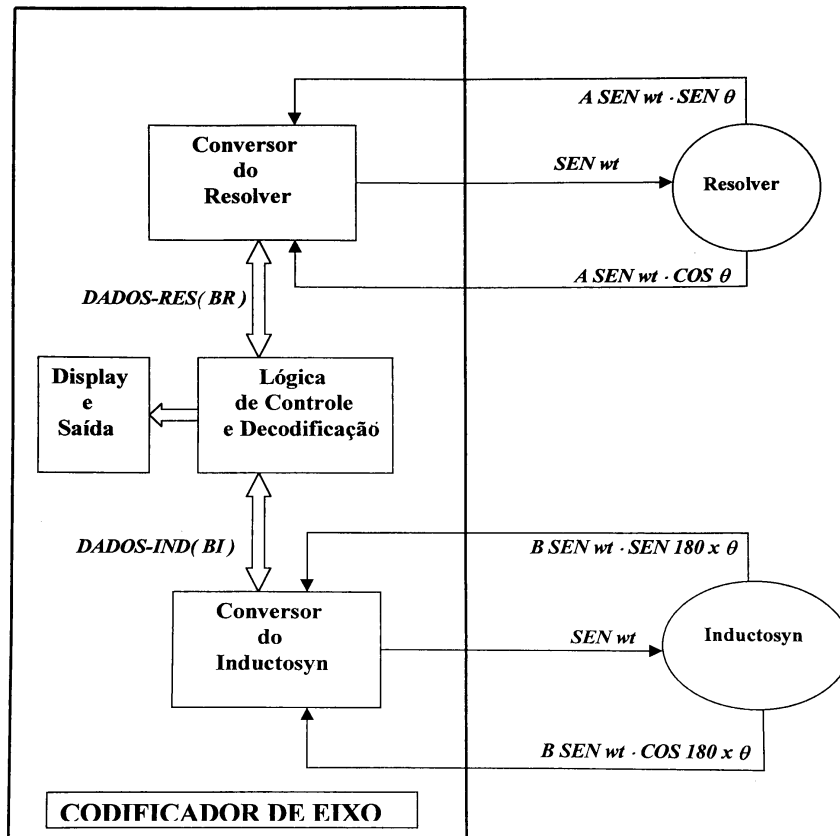 A SEN wt · SEN θ
Conversor
do
Resolver
SEN wt
Resolver
A SEN wt · COS θ
DADOS-RES( BR )
Display
e
Saída
Lógica
de Controle
e Decodificação
DADOS-IND( BI )
B SEN wt · SEN 180 x θ
Conversor
do
Inductosyn
SEN wt
Inductosyn
B SEN wt · COS 180 x θ
CODIFICADOR DE EIXO